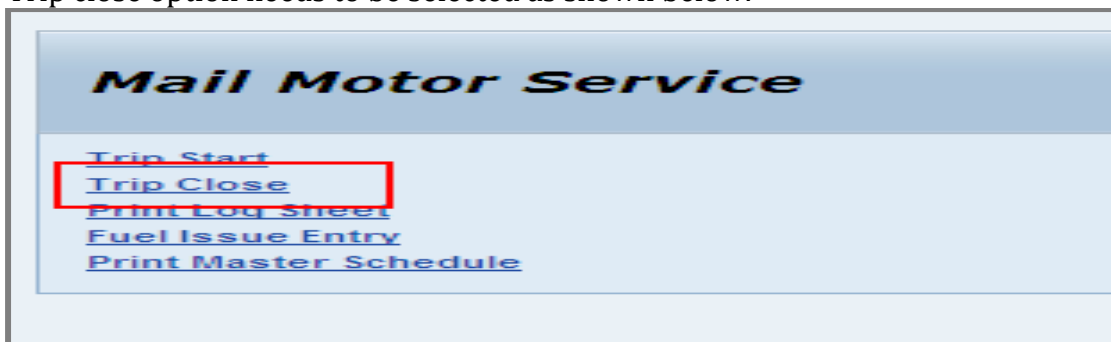 Trip close option needs to be selected as shown below.
Mail Motor Service
Trip Start
Trip Close
Print Log Sheet
Fuel Issue Entry
Print Master Schedule